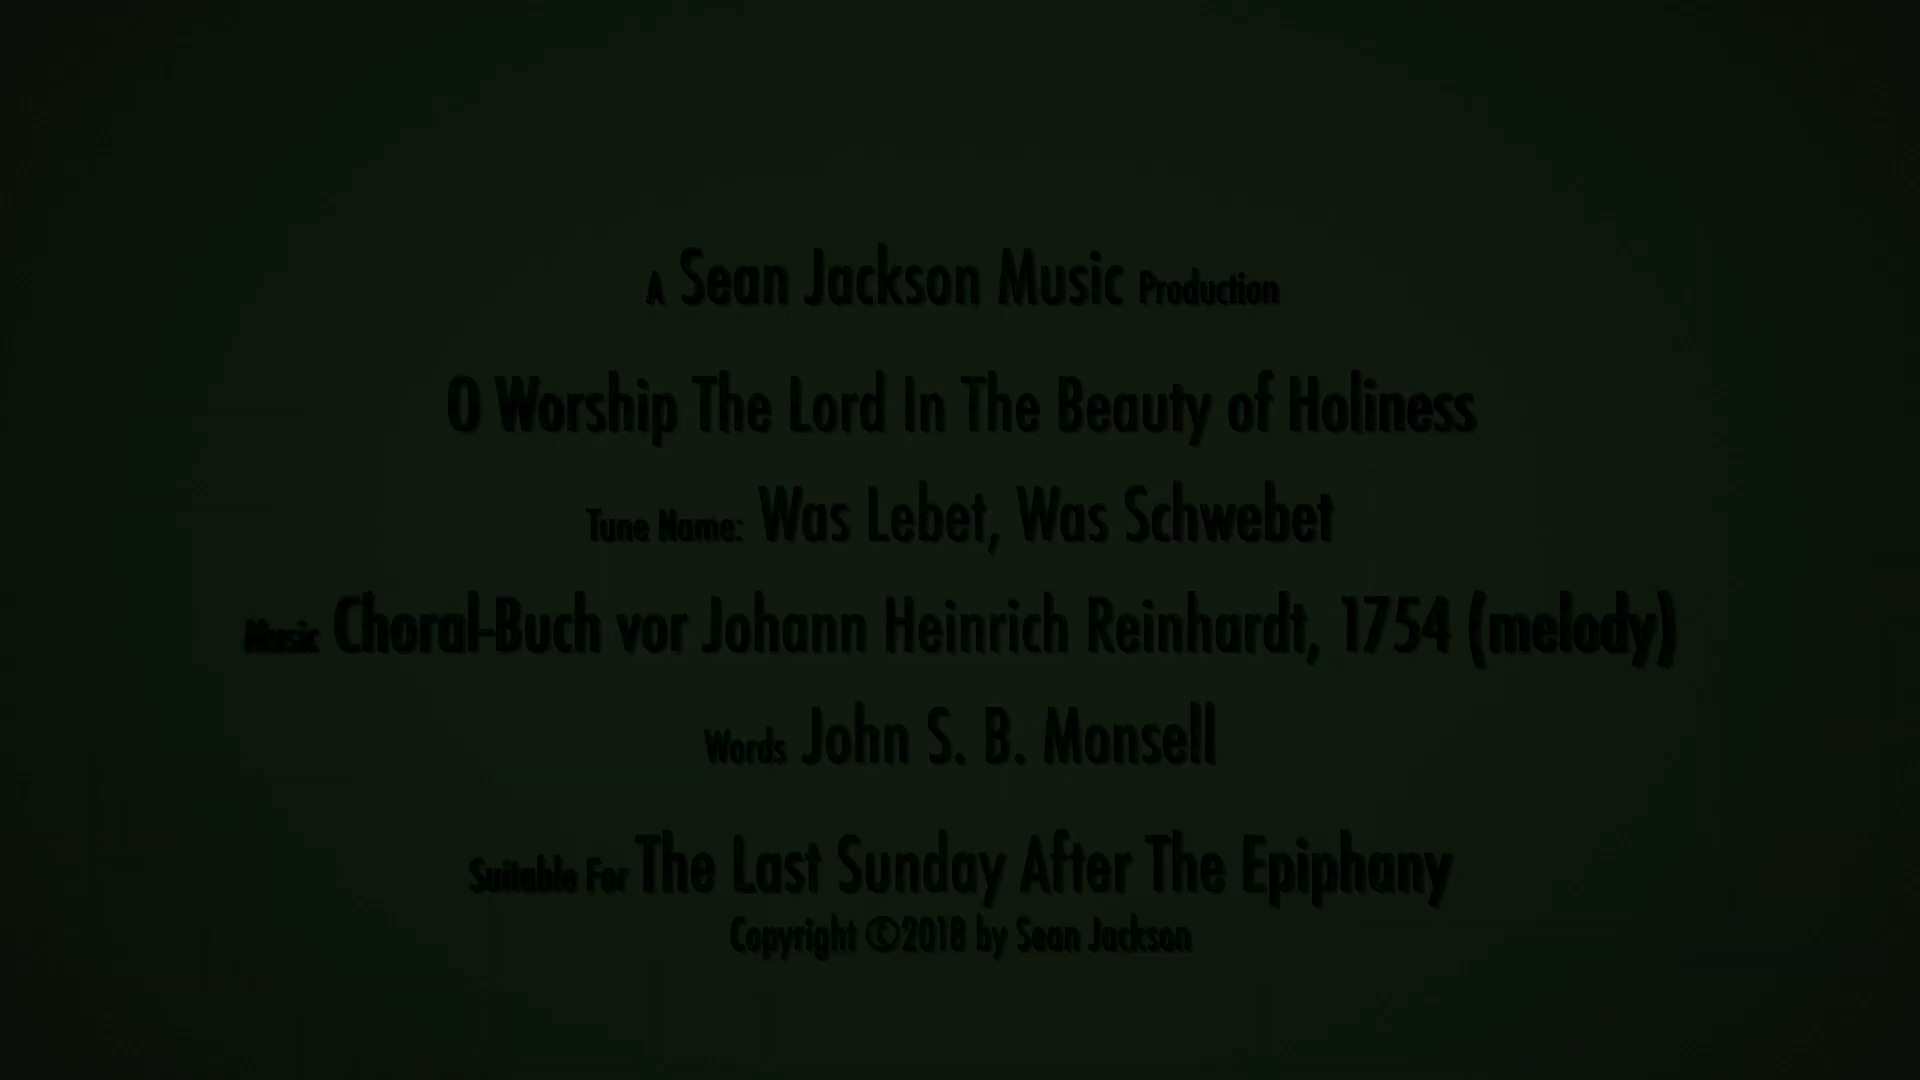 A Sean Jackson Music Production
O Worship The Lord In The Beauty of Holiness
Tune Name: Was Lebet, Was Schwebet
Music Choral-Buch vor Johann Heinrich Reinhardt, 1754 (melody)
Words John S. B. Monsell
Suitable For The Last Sunday After The Epiphany
Copyright ©2018 by Sean Jackson